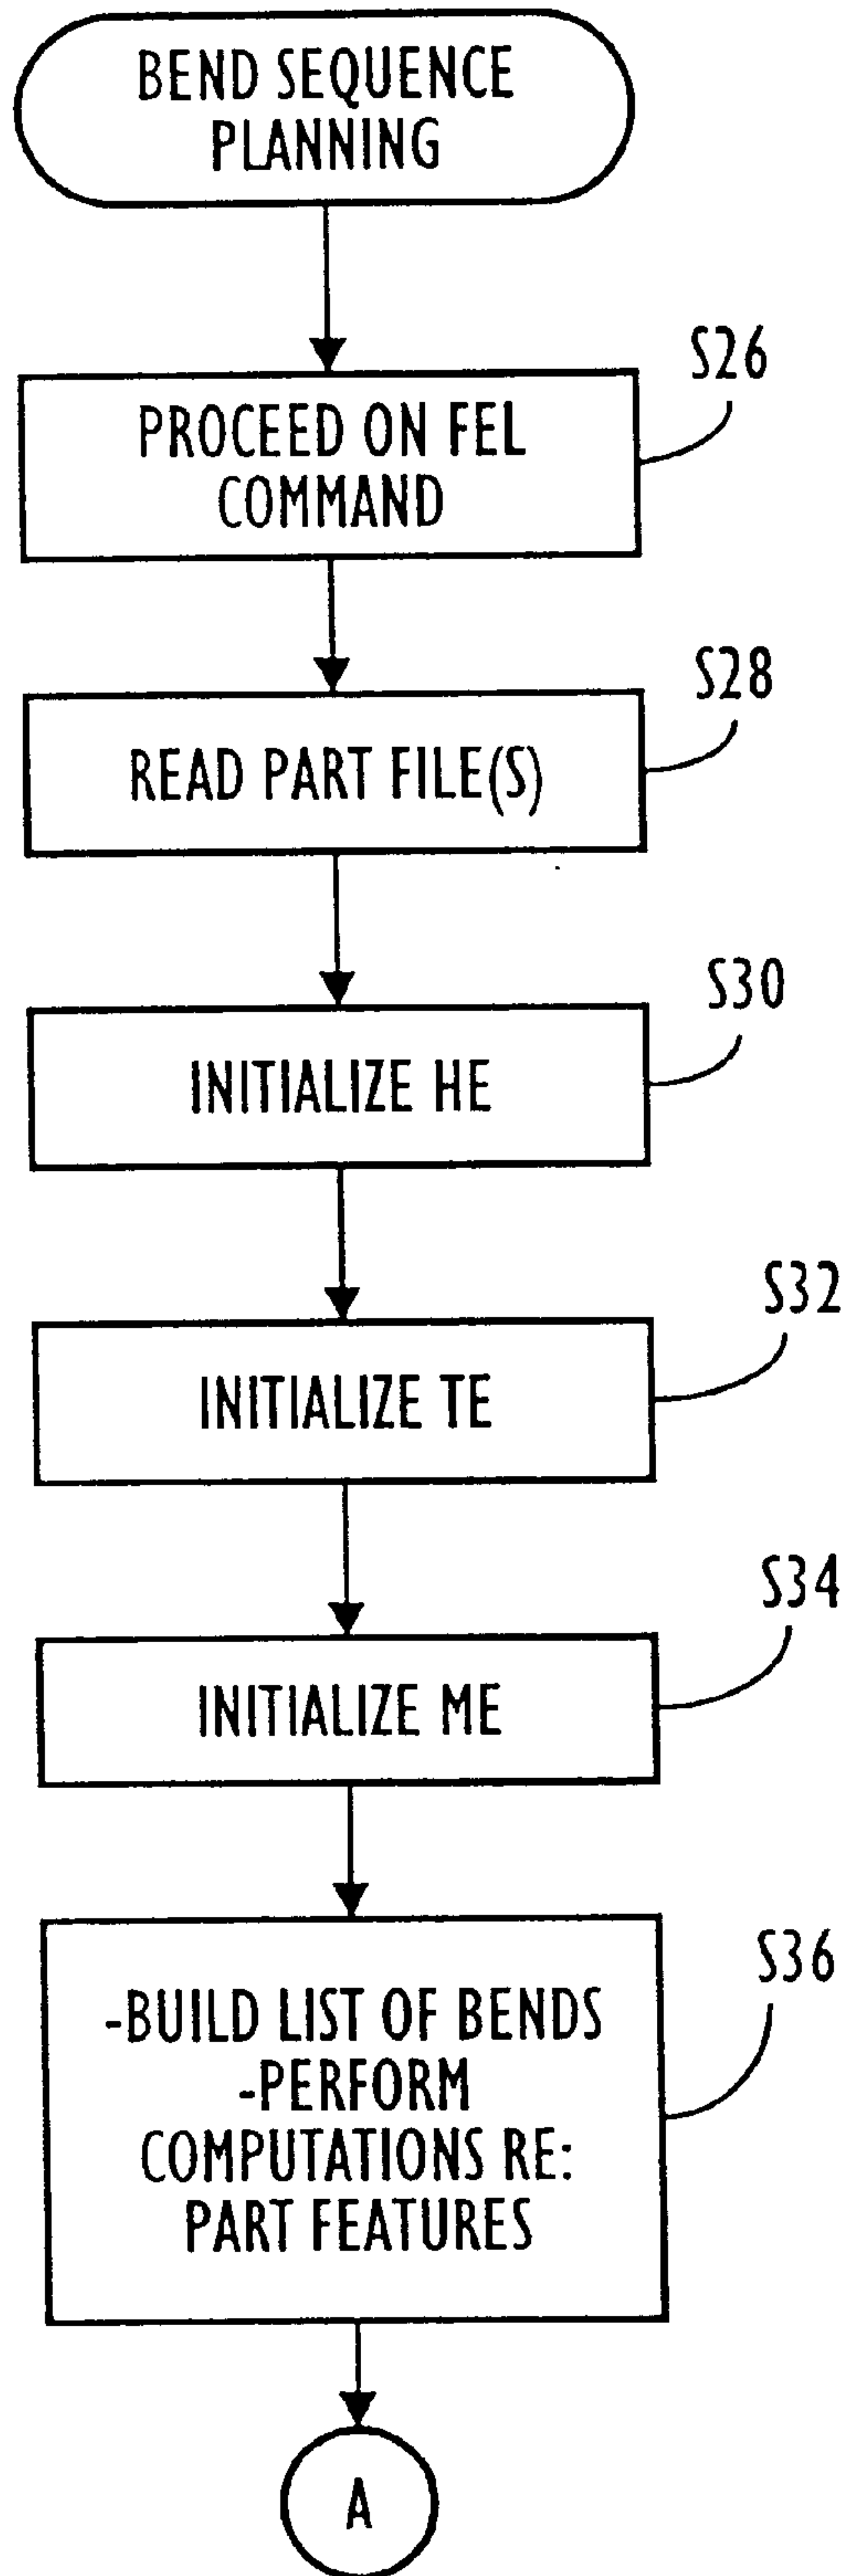 BEND SEQUENCE
PLANNING
S26
PROCEED ON FEL
COMMAND
S28
READ PART FILE(S)
S30
INITIALIZE HE
S32
INITIALIZE TE
S34
INITIALIZE ME
S36
-BUILD LIST OF BENDS
-PERFORM
COMPUTATIONS RE:
PART FEATURES
A